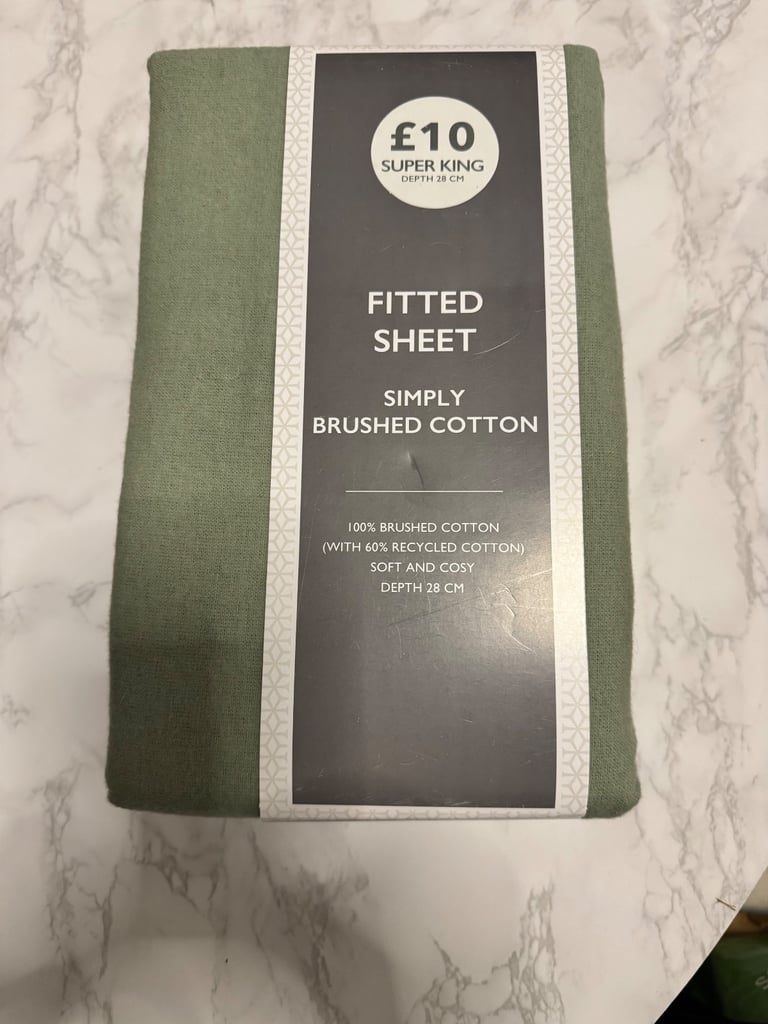 £10
SUPER KING
DEPTH 28 CM
FITTED
SHEET
SIMPLY
BRUSHED COTTON
100% BRUSHED COTTON
(WITH 60% RECYCLED COTTON)
SOFT AND COSY
DEPTH 28 CM